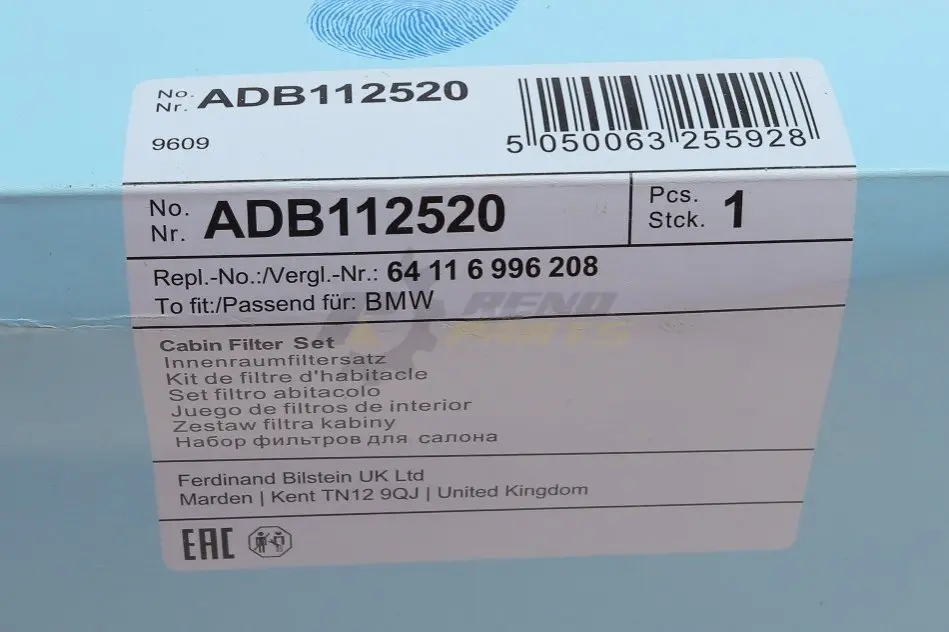 No.
Nr. ADB112520
9609
5 050063 255928
No.
Nr. ADB112520
Pcs.
Stck. 1
Repl.-No.:/Vergl.-Nr.: 64 11 6 996 208
To fit:/Passend für: BMW
RENO
PARTS
Cabin Filter Set
Innenraumfiltersatz
Kit de filtre d'habitacle
Set filtro abitacolo
Juego de filtros de interior
Zestaw filtra kabiny
Набор фильтров для салона
Ferdinand Bilstein UK Ltd
Marden | Kent TN12 9QJ | United Kingdom
EAC